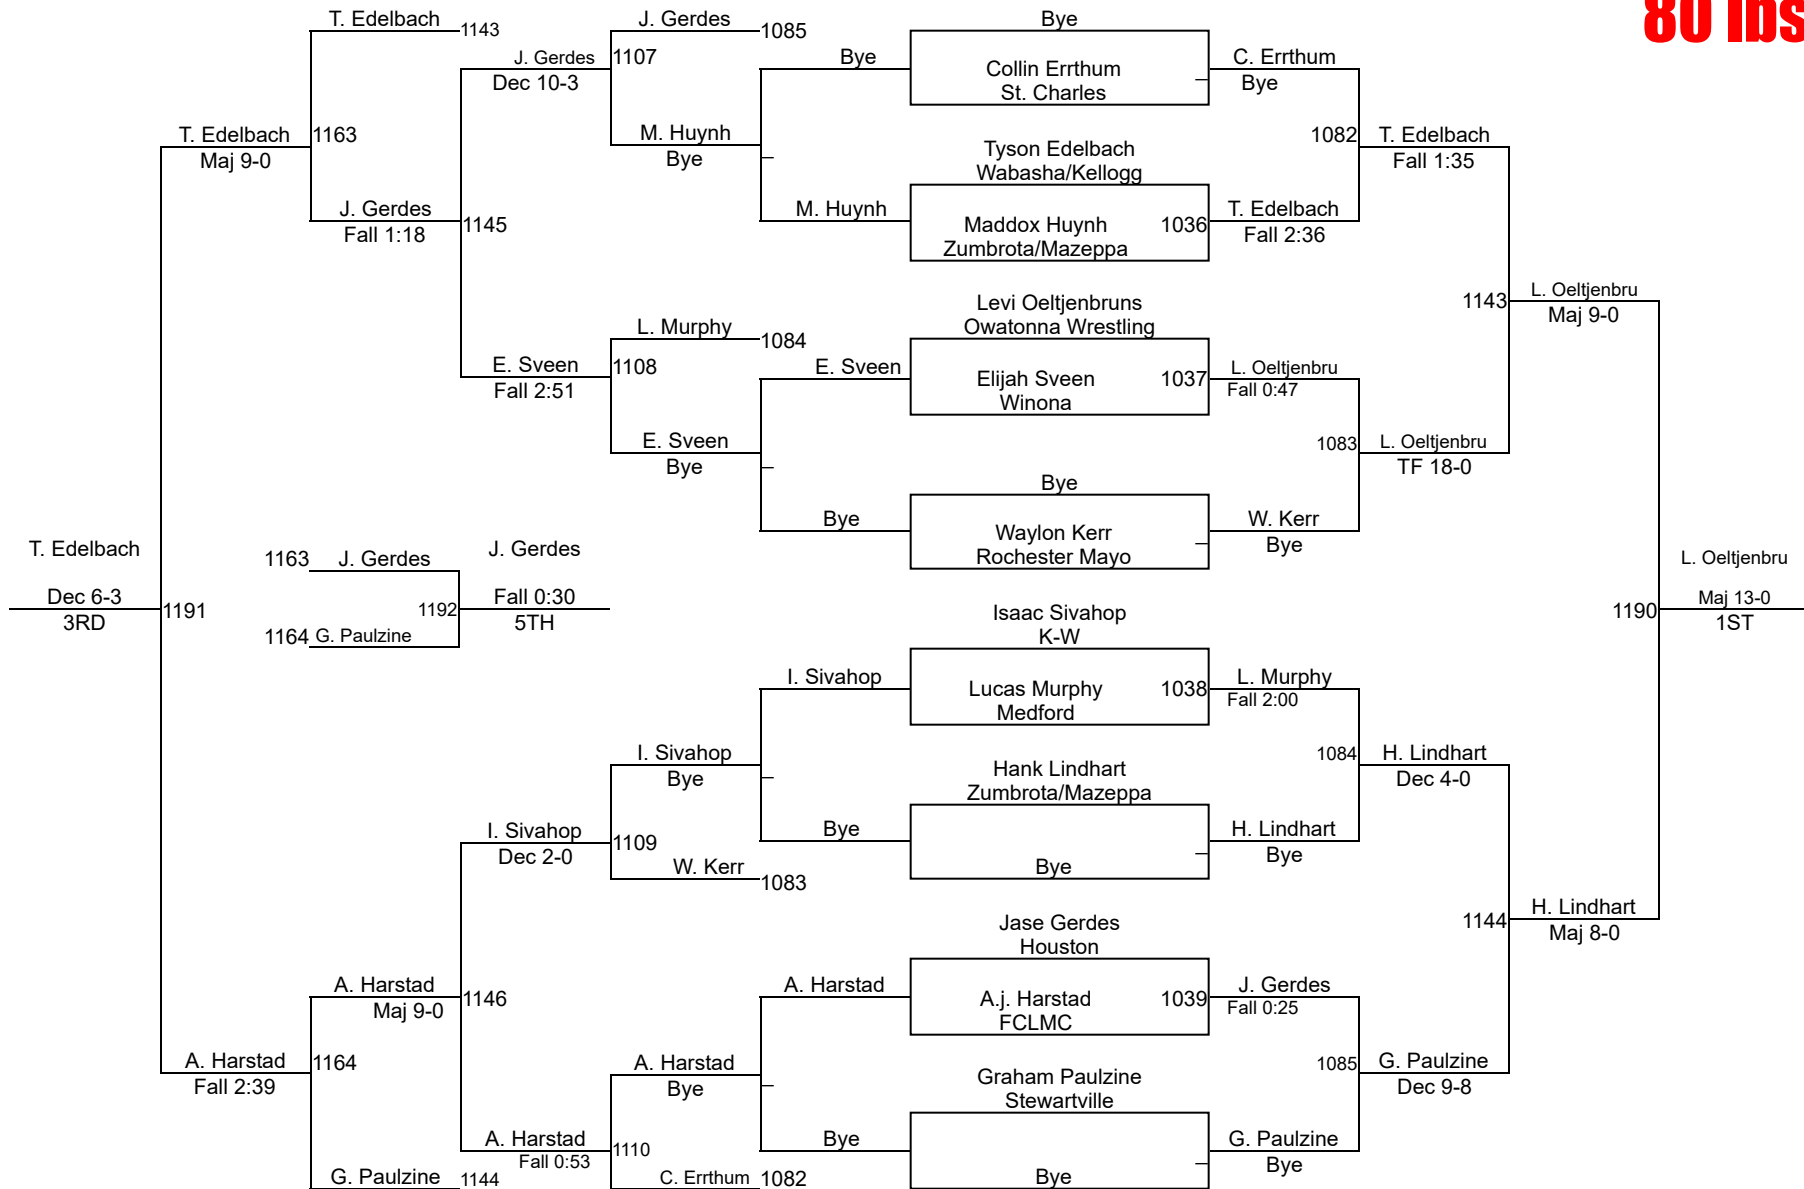 80 lbs
T. Edelbach
1143
J. Gerdes
1085
Bye
J. Gerdes
1107
Dec 10-3
Bye
Collin Errthum
St. Charles
C. Errthum
Bye
T. Edelbach
1163
Maj 9-0
M. Huynh
Bye
Tyson Edelbach
Wabasha/Kellogg
1082
T. Edelbach
Fall 1:35
J. Gerdes
1145
Fall 1:18
M. Huynh
Maddox Huynh
1036
Zumbrota/Mazeppa
T. Edelbach
Fall 2:36
Levi Oeltjenbruns
Owatonna Wrestling
1143
L. Oeltjenbru
Maj 9-0
L. Murphy
1084
E. Sveen
1108
Fall 2:51
E. Sveen
Elijah Sveen
1037
Winona
L. Oeltjenbru
Fall 0:47
E. Sveen
Bye
1083
L. Oeltjenbru
TF 18-0
Bye
Bye
Waylon Kerr
Rochester Mayo
W. Kerr
Bye
T. Edelbach
1163
J. Gerdes
J. Gerdes
L. Oeltjenbru
Dec 6-3
1191
3RD
1192
Fall 0:30
5TH
1190
Maj 13-0
1ST
1164
G. Paulzine
Isaac Sivahop
K-W
I. Sivahop
Lucas Murphy
1038
Medford
L. Murphy
Fall 2:00
I. Sivahop
Bye
Hank Lindhart
Zumbrota/Mazeppa
1084
H. Lindhart
Dec 4-0
I. Sivahop
1109
Dec 2-0
Bye
H. Lindhart
Bye
W. Kerr
1083
Bye
Jase Gerdes
Houston
1144
H. Lindhart
Maj 8-0
A. Harstad
1146
Maj 9-0
A. Harstad
A.j. Harstad
1039
FCLMC
J. Gerdes
Fall 0:25
A. Harstad
1164
Fall 2:39
A. Harstad
Bye
Graham Paulzine
Stewartville
1085
G. Paulzine
Dec 9-8
A. Harstad
1110
Fall 0:53
Bye
G. Paulzine
Bye
G. Paulzine
1144
C. Errthum
1082
Bye